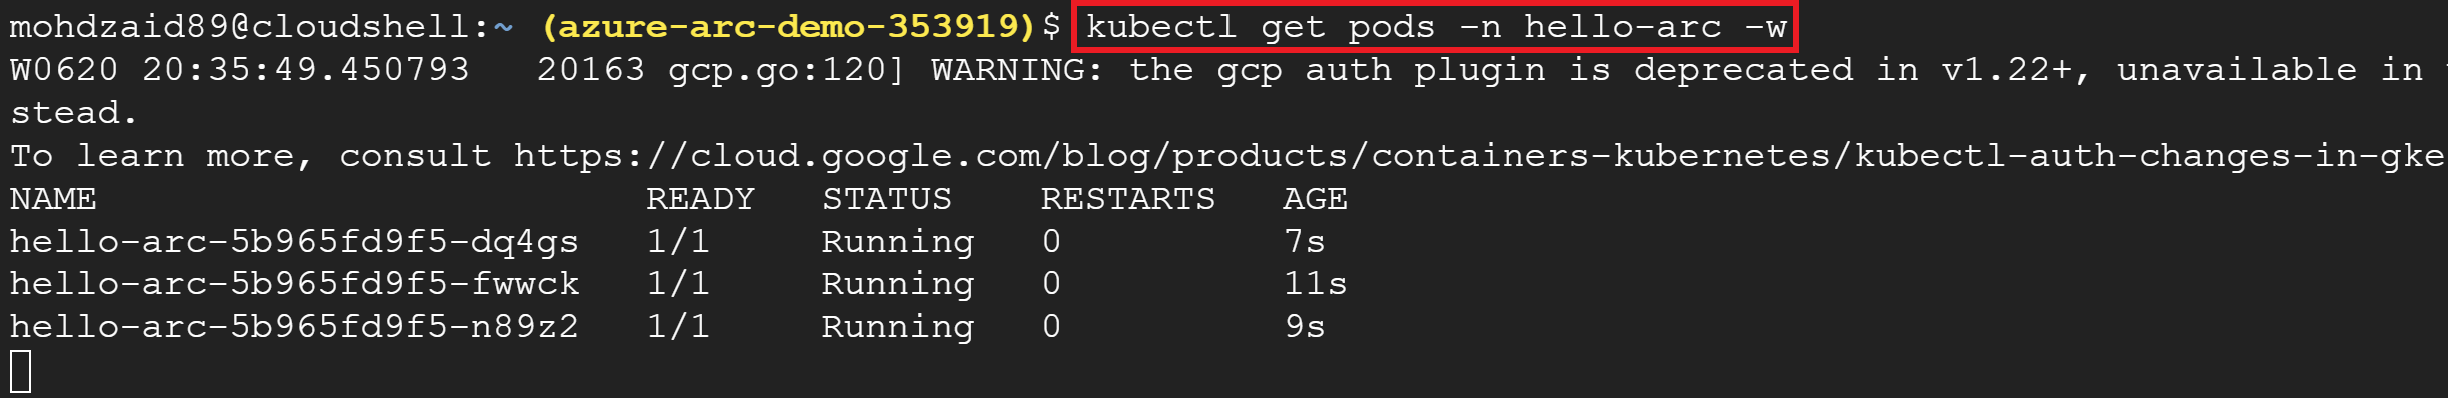 mohdzaid89@cloudshell:~ (azure-arc-demo-353919)$ kubectl get pods -n hello-arc -w
W0620 20:35:49.450793   20163 gcp.go:120] WARNING: the gcp auth plugin is deprecated in v1.22+, unavailable in
stead.
To learn more, consult https://cloud.google.com/blog/products/containers-kubernetes/kubectl-auth-changes-in-gke
NAME                         READY   STATUS    RESTARTS   AGE
hello-arc-5b965fd9f5-dq4gs   1/1     Running   0          7s
hello-arc-5b965fd9f5-fwwck   1/1     Running   0          11s
hello-arc-5b965fd9f5-n89z2   1/1     Running   0          9s